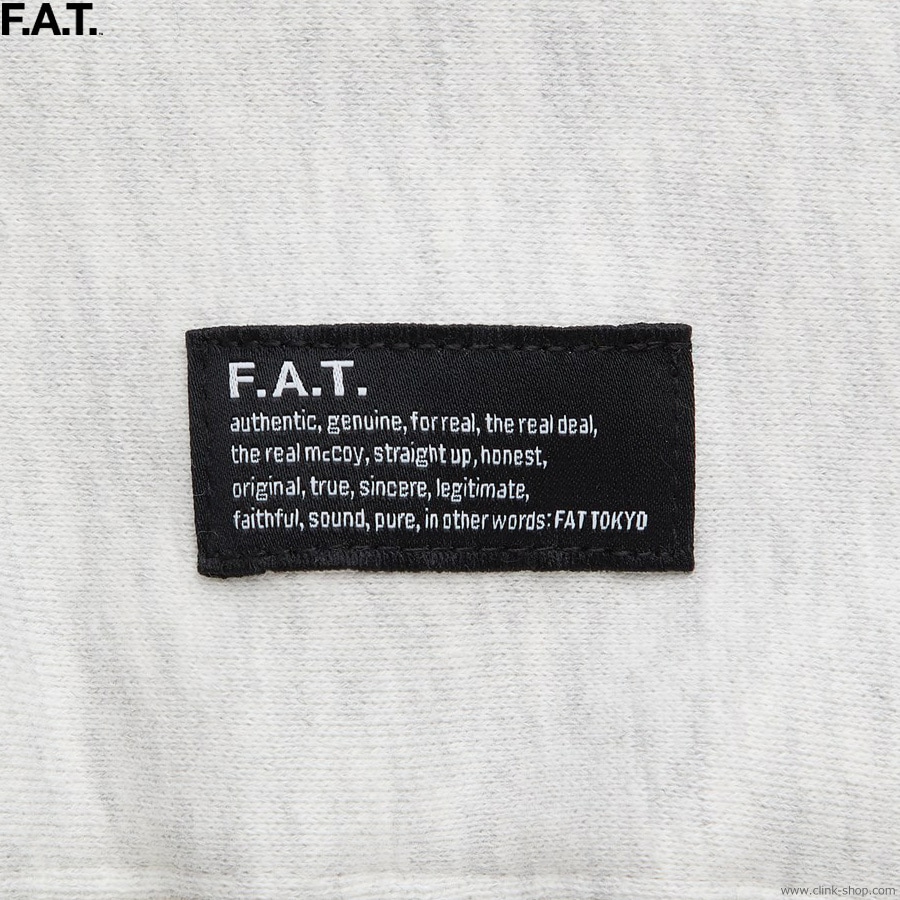 F.A.T.™
F.A.T.
authentic, genuine, for real, the real deal,
the real mccoy, straight up, honest,
original, true, sincere, legitimate,
faithful, sound, pure, in other words: FAT TOKYO
www.clink-shop.com